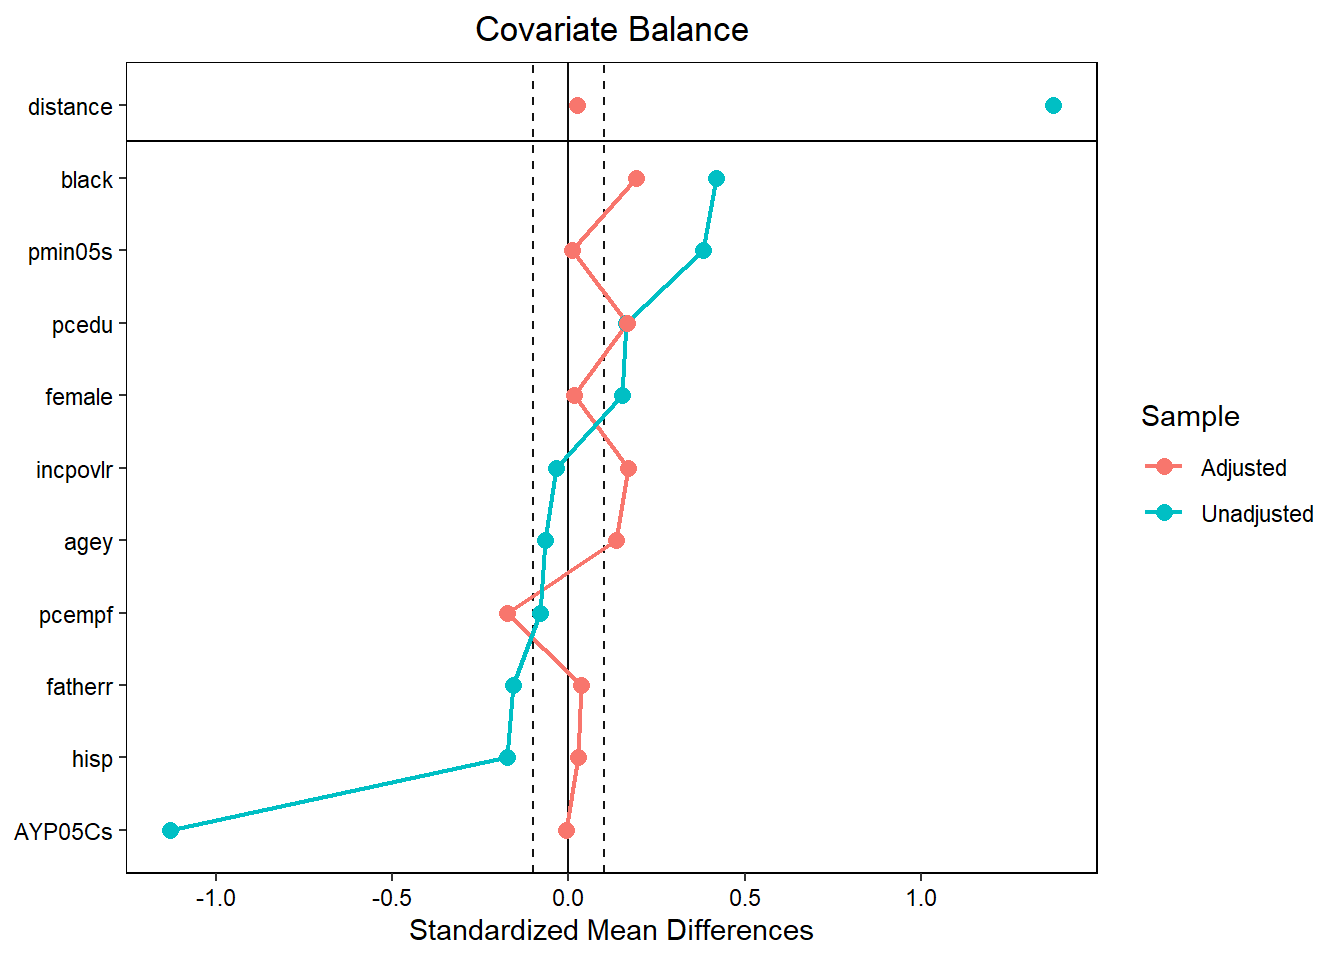 Covariate Balance
distance
black
pmin05s
pcedu
female
incpovlr
agey
pcempf
fatherr
hisp
AYP05Cs
-1.0
-0.5
0.0
0.5
1.0
Standardized Mean Differences
Sample
Adjusted
Unadjusted